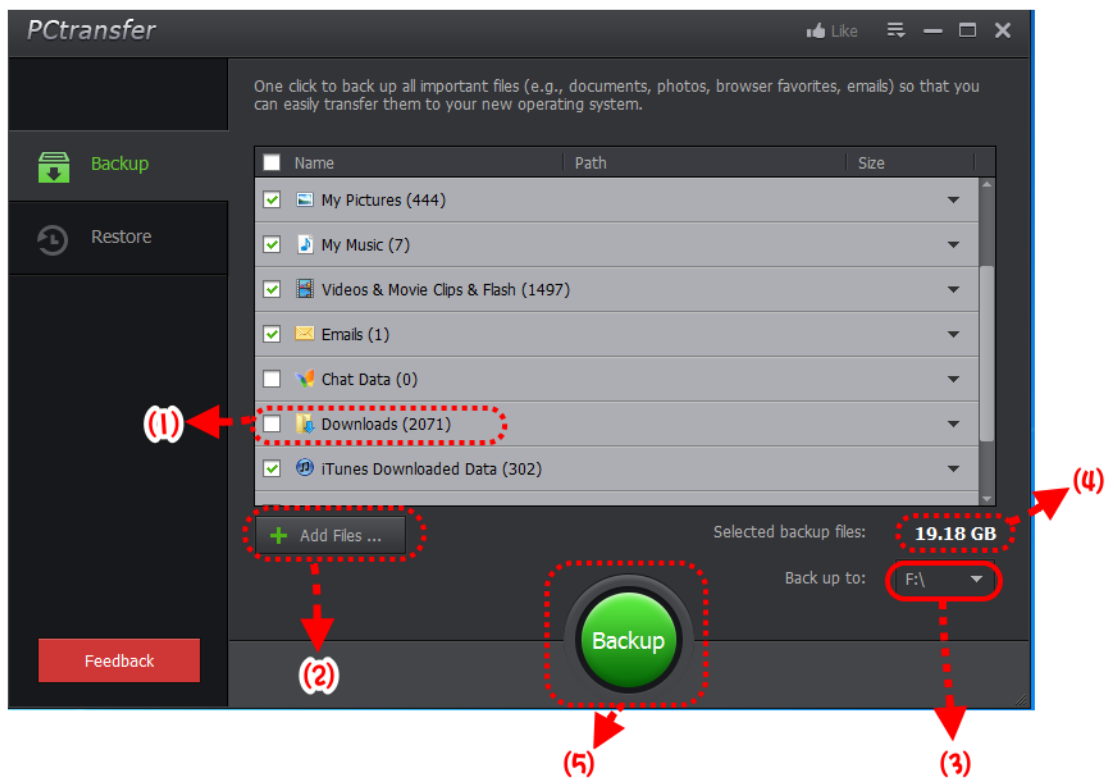 PCtransfer
Like
One click to back up all important files (e.g., documents, photos, browser favorites, emails) so that you
can easily transfer them to your new operating system.
Backup
Restore
Name Path Size
My Pictures (444)
My Music (7)
Videos & Movie Clips & Flash (1497)
Emails (1)
Chat Data (0)
(1)
Downloads (2071)
iTunes Downloaded Data (302)
(4)
Add Files ...
Selected backup files: 19.18 GB
Back up to: F:\
Backup
Feedback
(2)
(5)
(3)